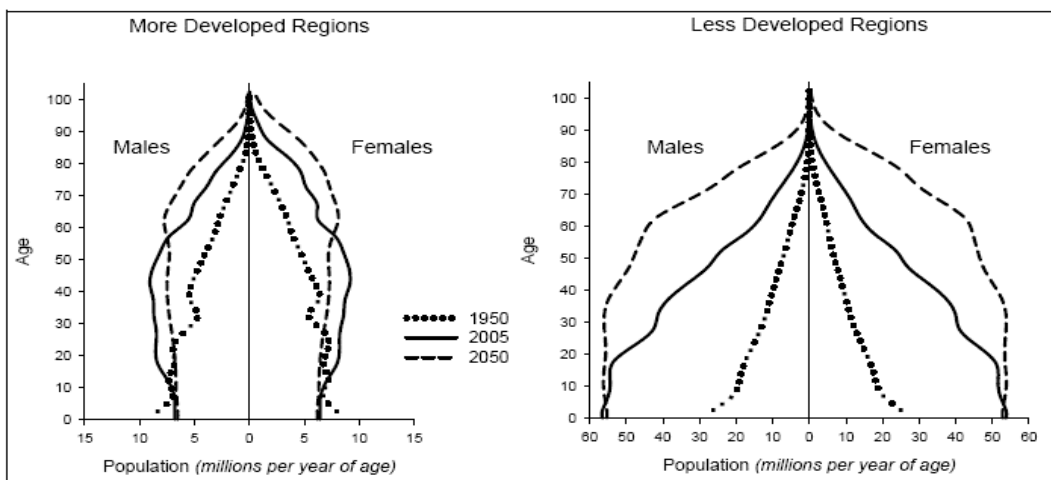 More Developed Regions
Less Developed Regions
100
90
80
70
60
50
40
30
20
10
0
Age
Males
Females
15 10 5 0 5 10 15
Population (millions per year of age)
1950
2005
2050
100
90
80
70
60
50
40
30
20
10
0
Age
Males
Females
60 50 40 30 20 10 0 10 20 30 40 50 60
Population (millions per year of age)